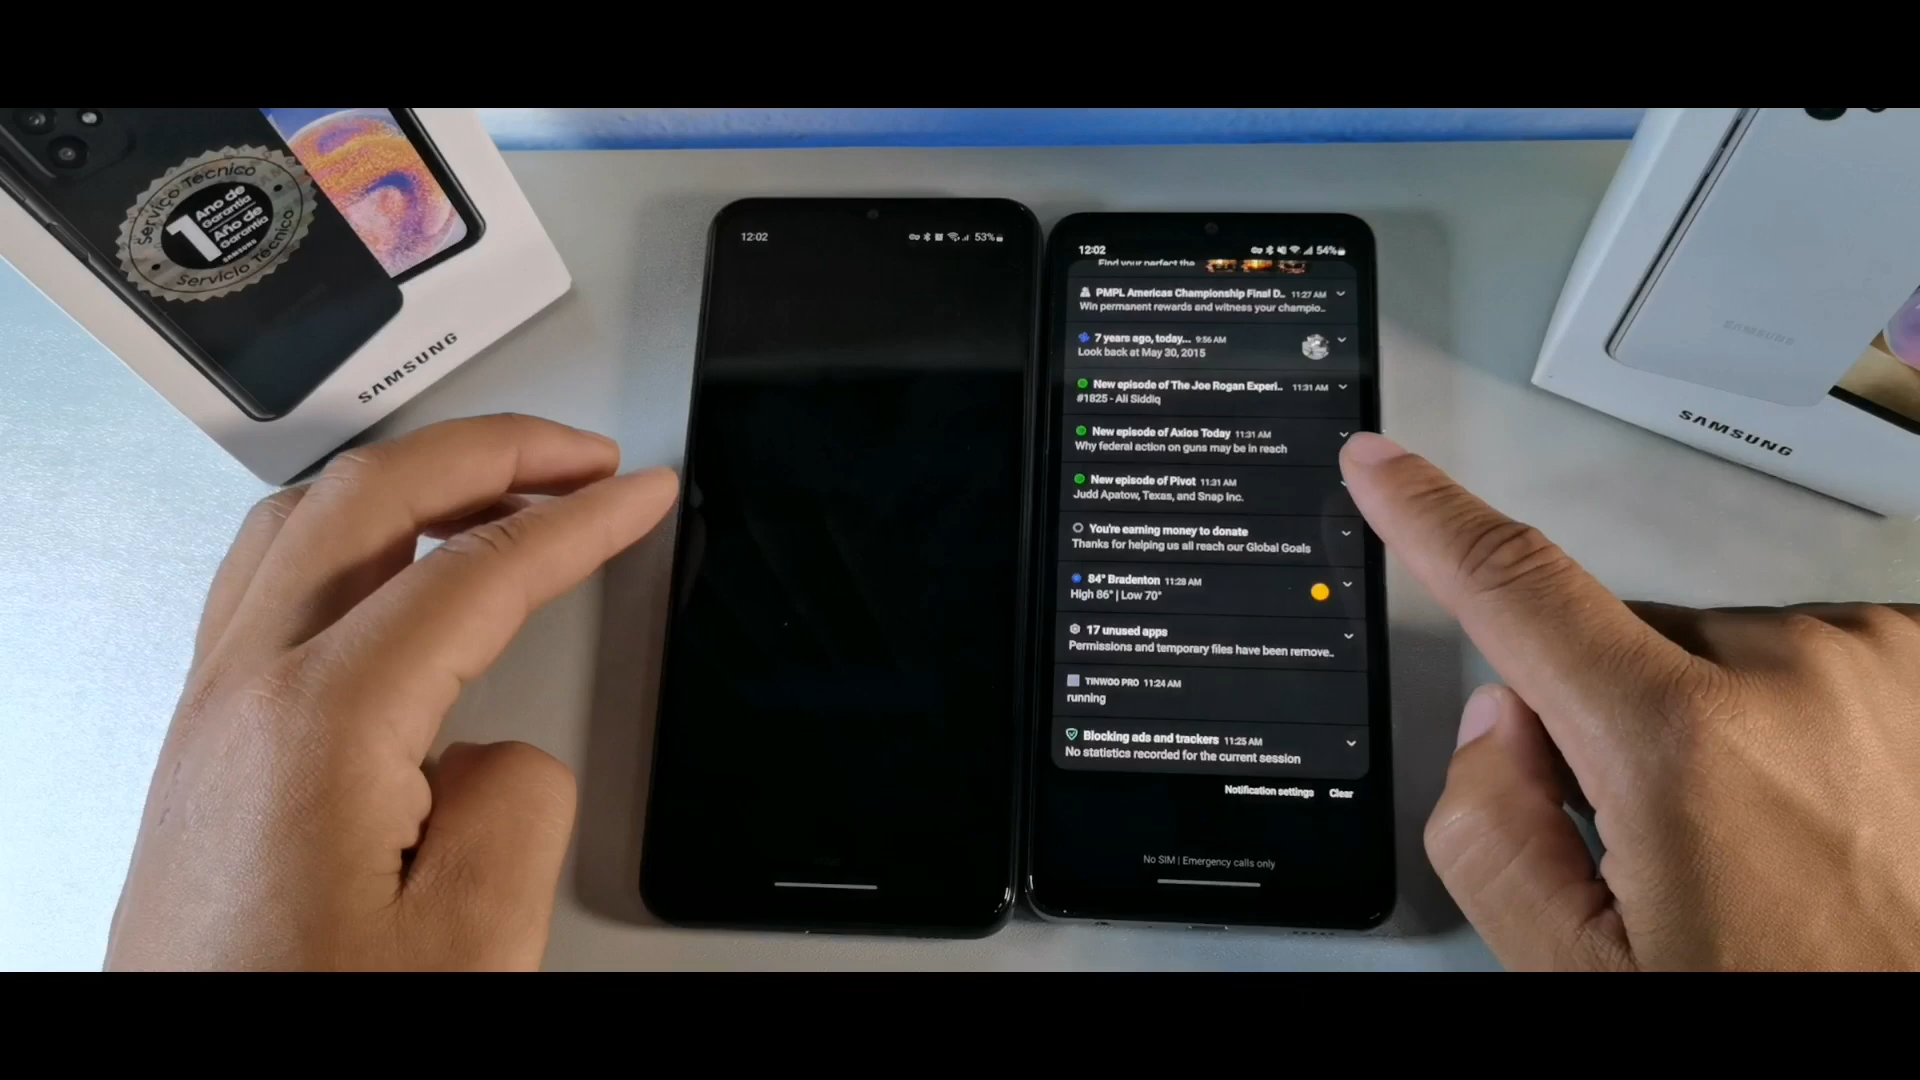 Serviço Técnico
1 Ano de
Garantia
Año de
Garantía
SAMSUNG
Servicio Técnico
SAMSUNG
12:02
53%
12:02
54%
Find your perfect the
PMPL Americas Championship Final D.. 11:27 AM
Win permanent rewards and witness your champio..
7 years ago, today... 9:56 AM
Look back at May 30, 2015
New episode of The Joe Rogan Experi.. 11:31 AM
#1825 - Ali Siddiq
New episode of Axios Today 11:31 AM
Why federal action on guns may be in reach
New episode of Pivot 11:31 AM
Judd Apatow, Texas, and Snap Inc.
You're earning money to donate
Thanks for helping us all reach our Global Goals
84° Bradenton 11:28 AM
High 86° | Low 70°
17 unused apps
Permissions and temporary files have been remove..
TINWOO PRO 11:24 AM
running
Blocking ads and trackers 11:25 AM
No statistics recorded for the current session
Notification settings Clear
No SIM | Emergency calls only
SAMSUNG
SAMSUNG